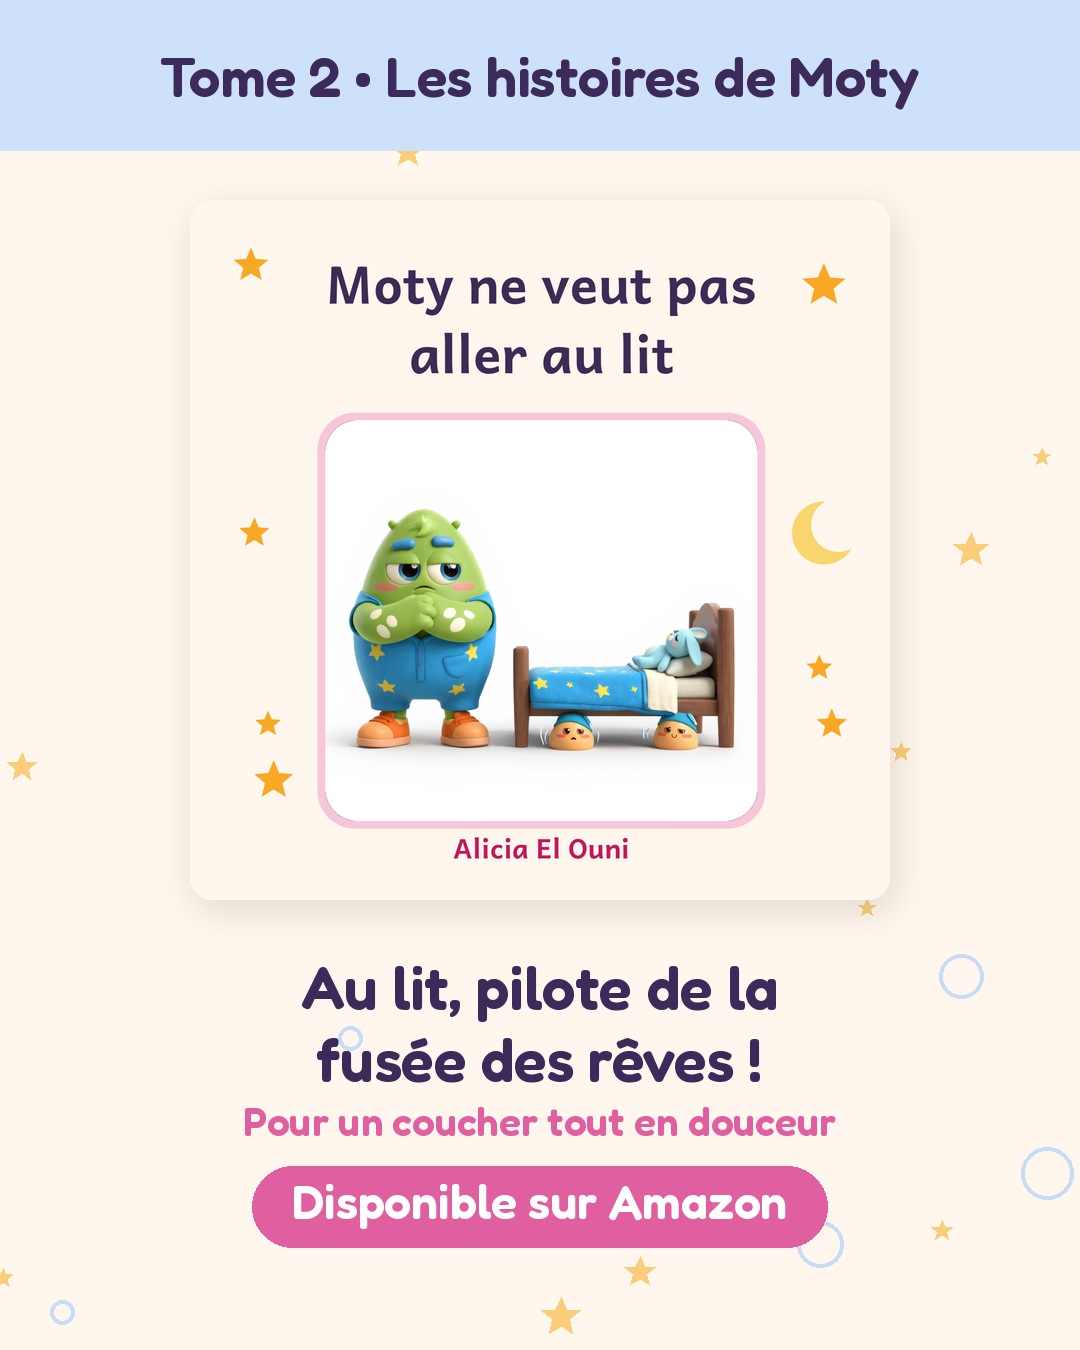 Tome 2 • Les histoires de Moty
Moty ne veut pas
aller au lit
Alicia El Ouni
Au lit, pilote de la
fusée des rêves !
Pour un coucher tout en douceur
Disponible sur Amazon